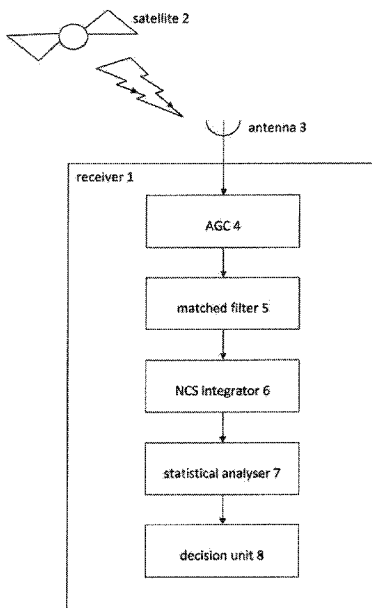 satellite 2
antenna 3
receiver 1
AGC 4
matched filter 5
NCS integrator 6
statistical analyser 7
decision unit 8